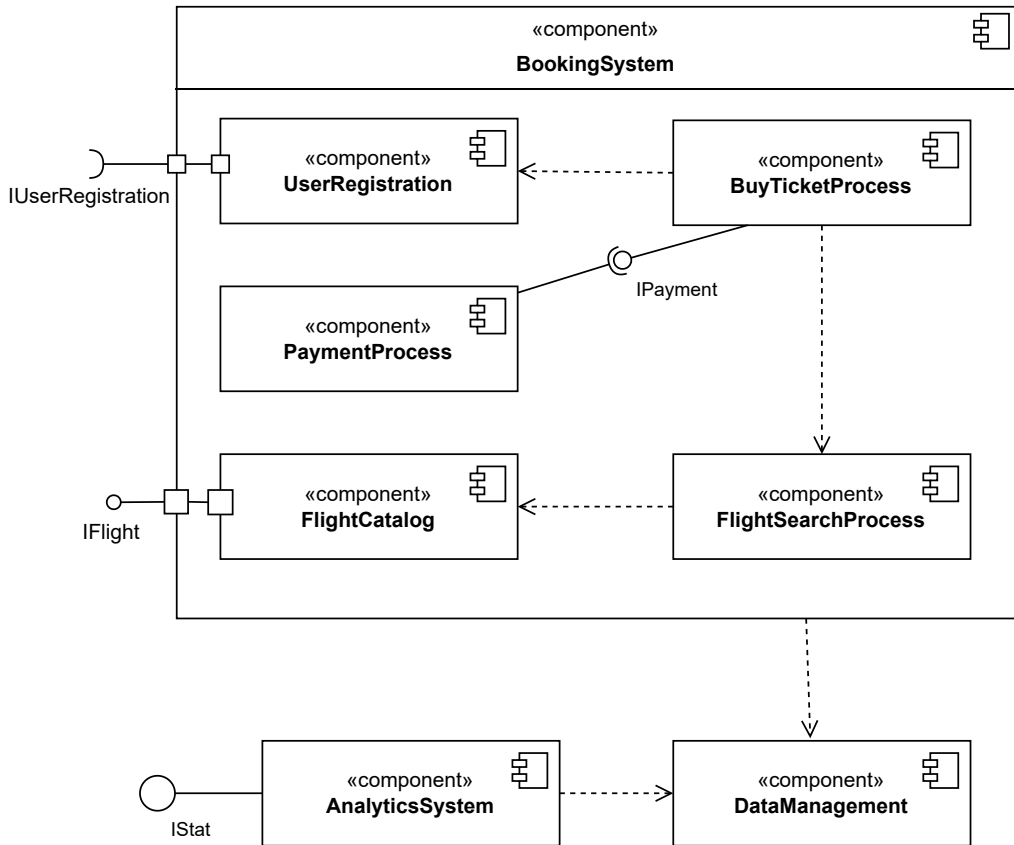 «component»
BookingSystem
«component»
UserRegistration
«component»
BuyTicketProcess
IUserRegistration
IPayment
«component»
PaymentProcess
«component»
FlightCatalog
«component»
FlightSearchProcess
IFlight
«component»
AnalyticsSystem
«component»
DataManagement
IStat